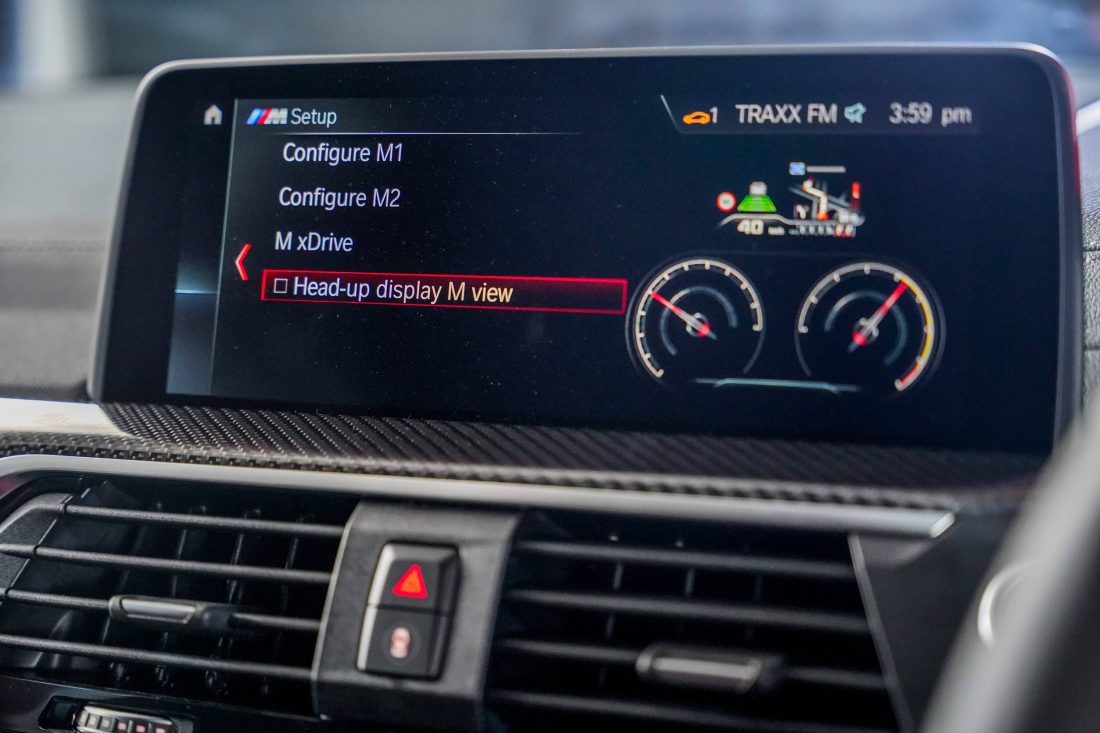 M Setup
1 TRAXX FM 3:59 pm
Configure M1
Configure M2
M xDrive
Head-up display M view
40